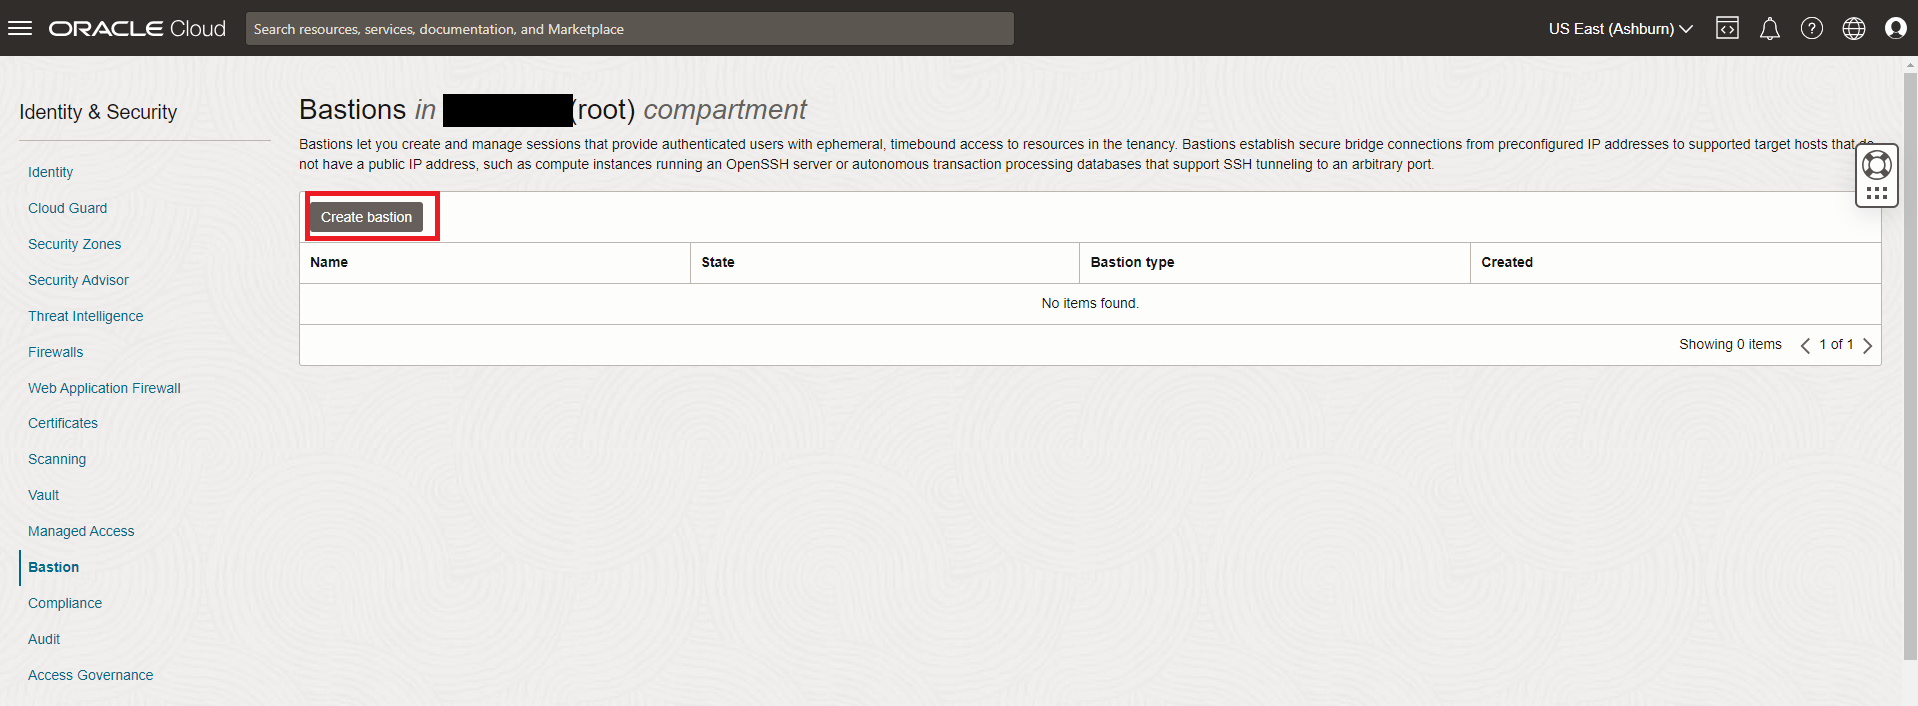 ORACLE Cloud
Search resources, services, documentation, and Marketplace
US East (Ashburn)
Identity & Security
Identity
Cloud Guard
Security Zones
Security Advisor
Threat Intelligence
Firewalls
Web Application Firewall
Certificates
Scanning
Vault
Managed Access
Bastion
Compliance
Audit
Access Governance
Bastions in (root) compartment
Bastions let you create and manage sessions that provide authenticated users with ephemeral, timebound access to resources in the tenancy. Bastions establish secure bridge connections from preconfigured IP addresses to supported target hosts that do
not have a public IP address, such as compute instances running an OpenSSH server or autonomous transaction processing databases that support SSH tunneling to an arbitrary port.
Create bastion
Name State Bastion type Created
No items found.
Showing 0 items 1 of 1